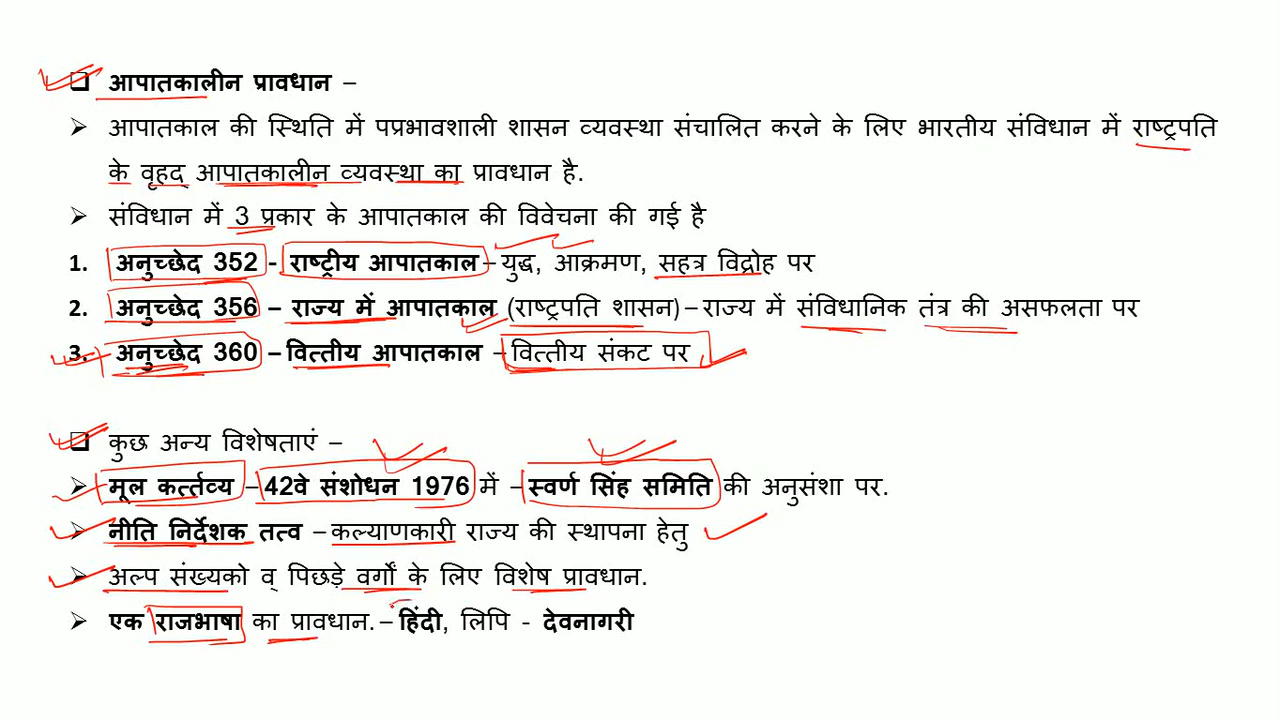 ❑ आपातकालीन प्रावधान –
➢ आपातकाल की स्थिति में पप्रभावशाली शासन व्यवस्था संचालित करने के लिए भारतीय संविधान में राष्ट्रपति
के वृहद् आपातकालीन व्यवस्था का प्रावधान है.
➢ संविधान में 3 प्रकार के आपातकाल की विवेचना की गई है
1. अनुच्छेद 352 - राष्ट्रीय आपातकाल – युद्ध, आक्रमण, सहत्र विद्रोह पर
2. अनुच्छेद 356 – राज्य में आपातकाल (राष्ट्रपति शासन) – राज्य में संविधानिक तंत्र की असफलता पर
3. अनुच्छेद 360 – वित्तीय आपातकाल – वित्तीय संकट पर
❑ कुछ अन्य विशेषताएं –
➢ मूल कर्त्तव्य – 42वे संशोधन 1976 में – स्वर्ण सिंह समिति की अनुसंशा पर.
➢ नीति निर्देशक तत्व – कल्याणकारी राज्य की स्थापना हेतु
➢ अल्प संख्यको व् पिछड़े वर्गों के लिए विशेष प्रावधान.
➢ एक राजभाषा का प्रावधान. – हिंदी, लिपि - देवनागरी